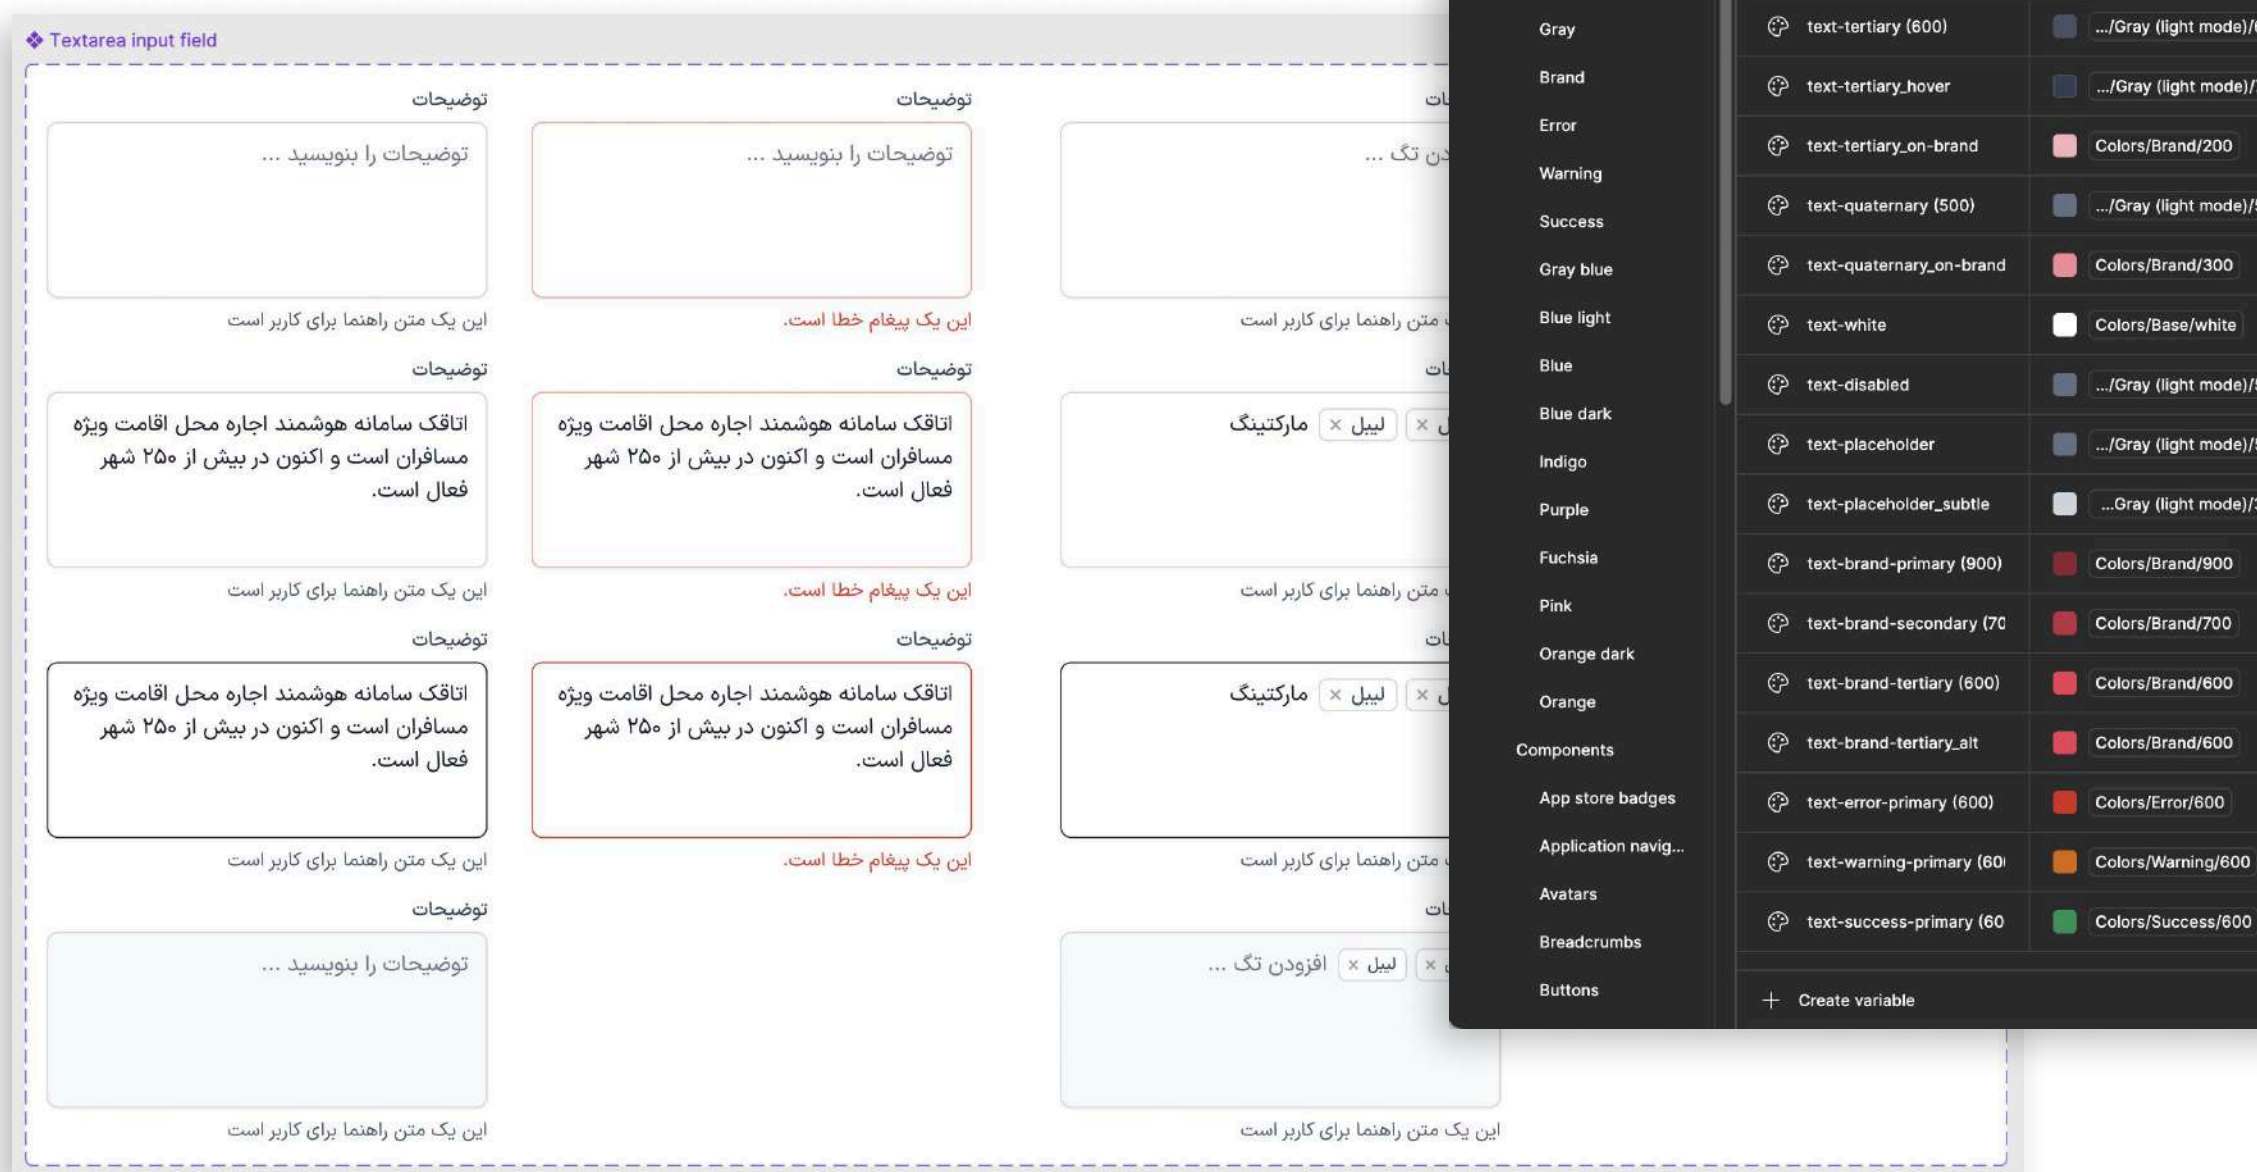 Textarea input field
توضیحات
توضیحات را بنویسید ...
این یک متن راهنما برای کاربر است
توضیحات
اتاقک سامانه هوشمند اجاره محل اقامت ویژه
مسافران است و اکنون در بیش از ۲۵۰ شهر
فعال است.
این یک متن راهنما برای کاربر است
توضیحات
اتاقک سامانه هوشمند اجاره محل اقامت ویژه
مسافران است و اکنون در بیش از ۲۵۰ شهر
فعال است.
این یک متن راهنما برای کاربر است
توضیحات
توضیحات را بنویسید ...
این یک متن راهنما برای کاربر است
توضیحات
توضیحات را بنویسید ...
این یک پیغام خطا است.
توضیحات
اتاقک سامانه هوشمند اجاره محل اقامت ویژه
مسافران است و اکنون در بیش از ۲۵۰ شهر
فعال است.
این یک پیغام خطا است.
توضیحات
اتاقک سامانه هوشمند اجاره محل اقامت ویژه
مسافران است و اکنون در بیش از ۲۵۰ شهر
فعال است.
این یک پیغام خطا است.
تگ ...
متن راهنما برای کاربر است
× لیبل × مارکتینگ
متن راهنما برای کاربر است
× لیبل × مارکتینگ
متن راهنما برای کاربر است
× لیبل × افزودن تگ ...
این یک متن راهنما برای کاربر است
Gray
Brand
Error
Warning
Success
Gray blue
Blue light
Blue
Blue dark
Indigo
Purple
Fuchsia
Pink
Orange dark
Orange
Components
App store badges
Application navig...
Avatars
Breadcrumbs
Buttons
text-tertiary (600) .../Gray (light mode)/
text-tertiary_hover .../Gray (light mode)/
text-tertiary_on-brand Colors/Brand/200
text-quaternary (500) .../Gray (light mode)/
text-quaternary_on-brand Colors/Brand/300
text-white Colors/Base/white
text-disabled .../Gray (light mode)/
text-placeholder .../Gray (light mode)/
text-placeholder_subtle ...Gray (light mode)/
text-brand-primary (900) Colors/Brand/900
text-brand-secondary (70 Colors/Brand/700
text-brand-tertiary (600) Colors/Brand/600
text-brand-tertiary_alt Colors/Brand/600
text-error-primary (600) Colors/Error/600
text-warning-primary (60 Colors/Warning/600
text-success-primary (60 Colors/Success/600
+ Create variable